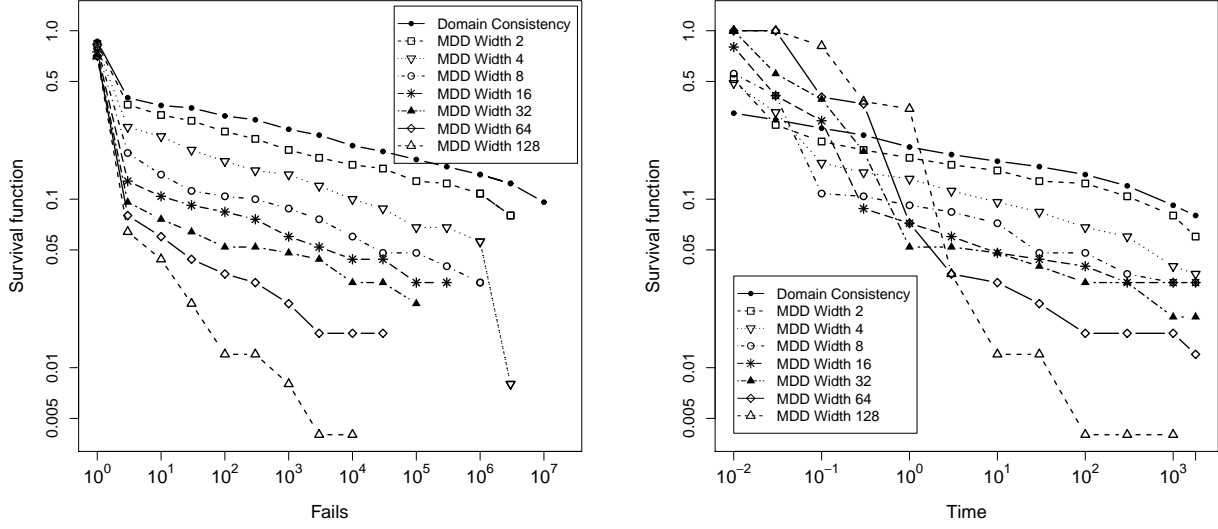 1.0
0.5
0.1
0.05
0.01
0.005
Survival function
10^0
10^1
10^2
10^3
10^4
10^5
10^6
10^7
Fails
Domain Consistency
MDD Width 2
MDD Width 4
MDD Width 8
MDD Width 16
MDD Width 32
MDD Width 64
MDD Width 128
1.0
0.5
0.1
0.05
0.01
0.005
Survival function
Domain Consistency
MDD Width 2
MDD Width 4
MDD Width 8
MDD Width 16
MDD Width 32
MDD Width 64
MDD Width 128
10^−2
10^−1
10^0
10^1
10^2
10^3
Time